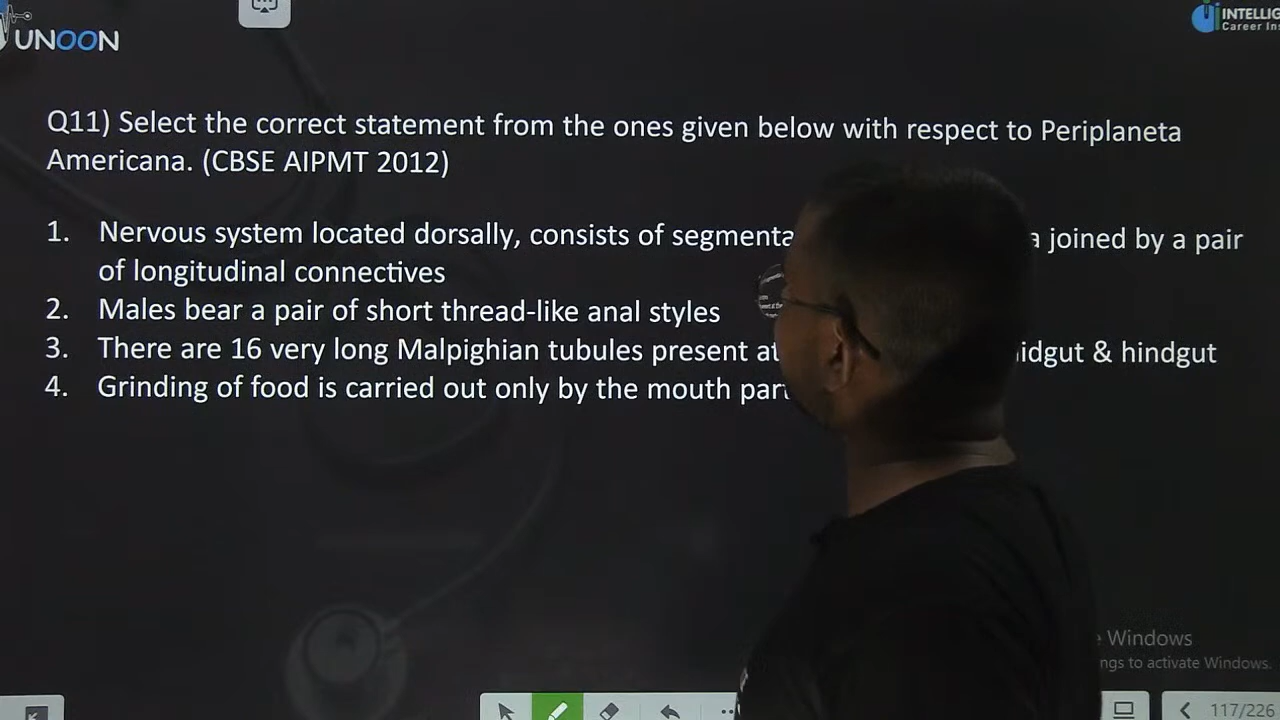 UNOON
INTELLIG
Career Ins
Q11) Select the correct statement from the ones given below with respect to Periplaneta
Americana. (CBSE AIPMT 2012)
1. Nervous system located dorsally, consists of segmenta a joined by a pair
of longitudinal connectives
2. Males bear a pair of short thread-like anal styles
3. There are 16 very long Malpighian tubules present at idgut & hindgut
4. Grinding of food is carried out only by the mouth part
Windows
ngs to activate Windows.
117/226